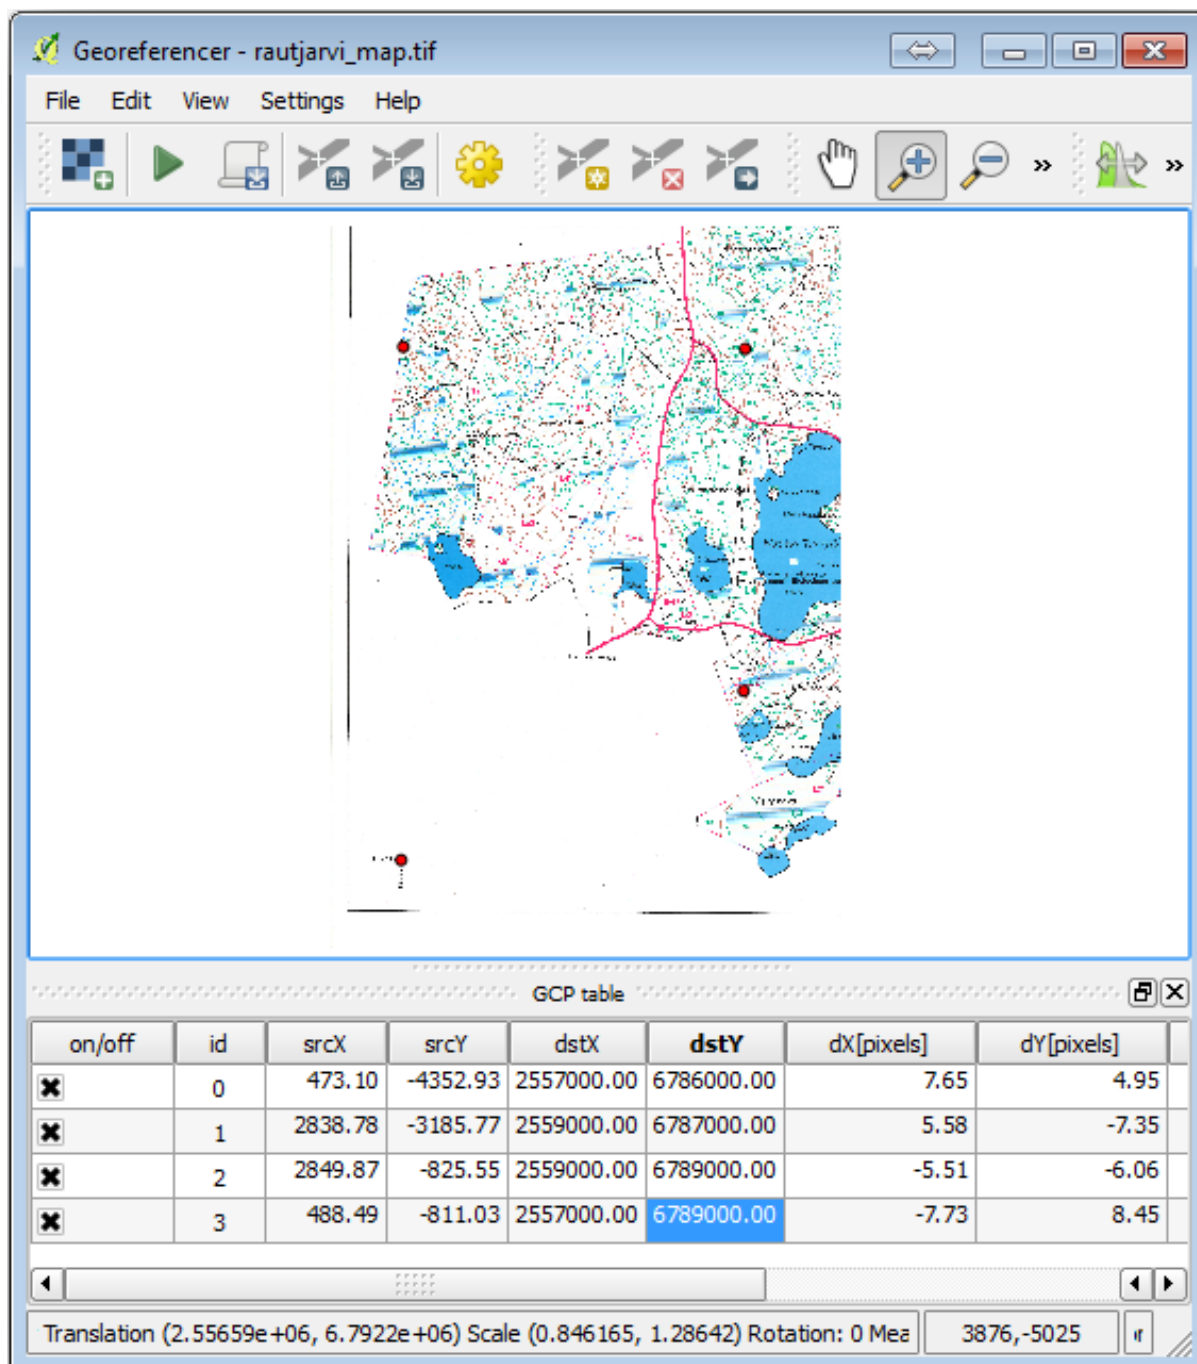 Georeferencer - rautjarvi_map.tif
File Edit View Settings Help
» »
GCP table
on/off id srcX srcY dstX dstY dX[pixels] dY[pixels]
0 473.10 -4352.93 2557000.00 6786000.00 7.65 4.95
1 2838.78 -3185.77 2559000.00 6787000.00 5.58 -7.35
2 2849.87 -825.55 2559000.00 6789000.00 -5.51 -6.06
3 488.49 -811.03 2557000.00 6789000.00 -7.73 8.45
Translation (2.55659e+06, 6.7922e+06) Scale (0.846165, 1.28642) Rotation: 0 Mea 3876,-5025